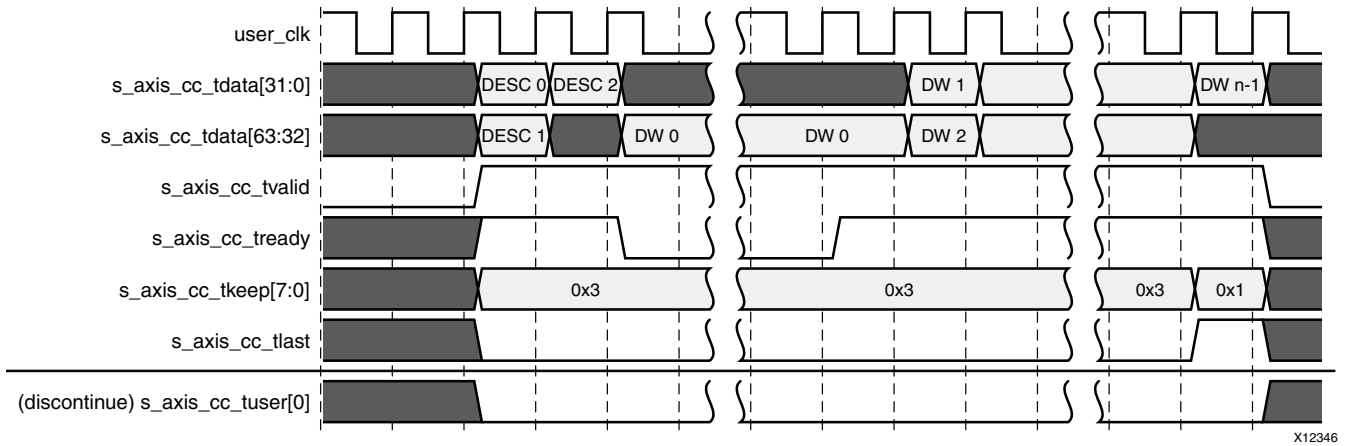 user_clk
s_axis_cc_tdata[31:0] DESC 0 DESC 2 DW 1 DW n-1
s_axis_cc_tdata[63:32] DESC 1 DW 0 DW 0 DW 2
s_axis_cc_tvalid
s_axis_cc_tready
s_axis_cc_tkeep[7:0] 0x3 0x3 0x3 0x1
s_axis_cc_tlast
(discontinue) s_axis_cc_tuser[0]
X12346